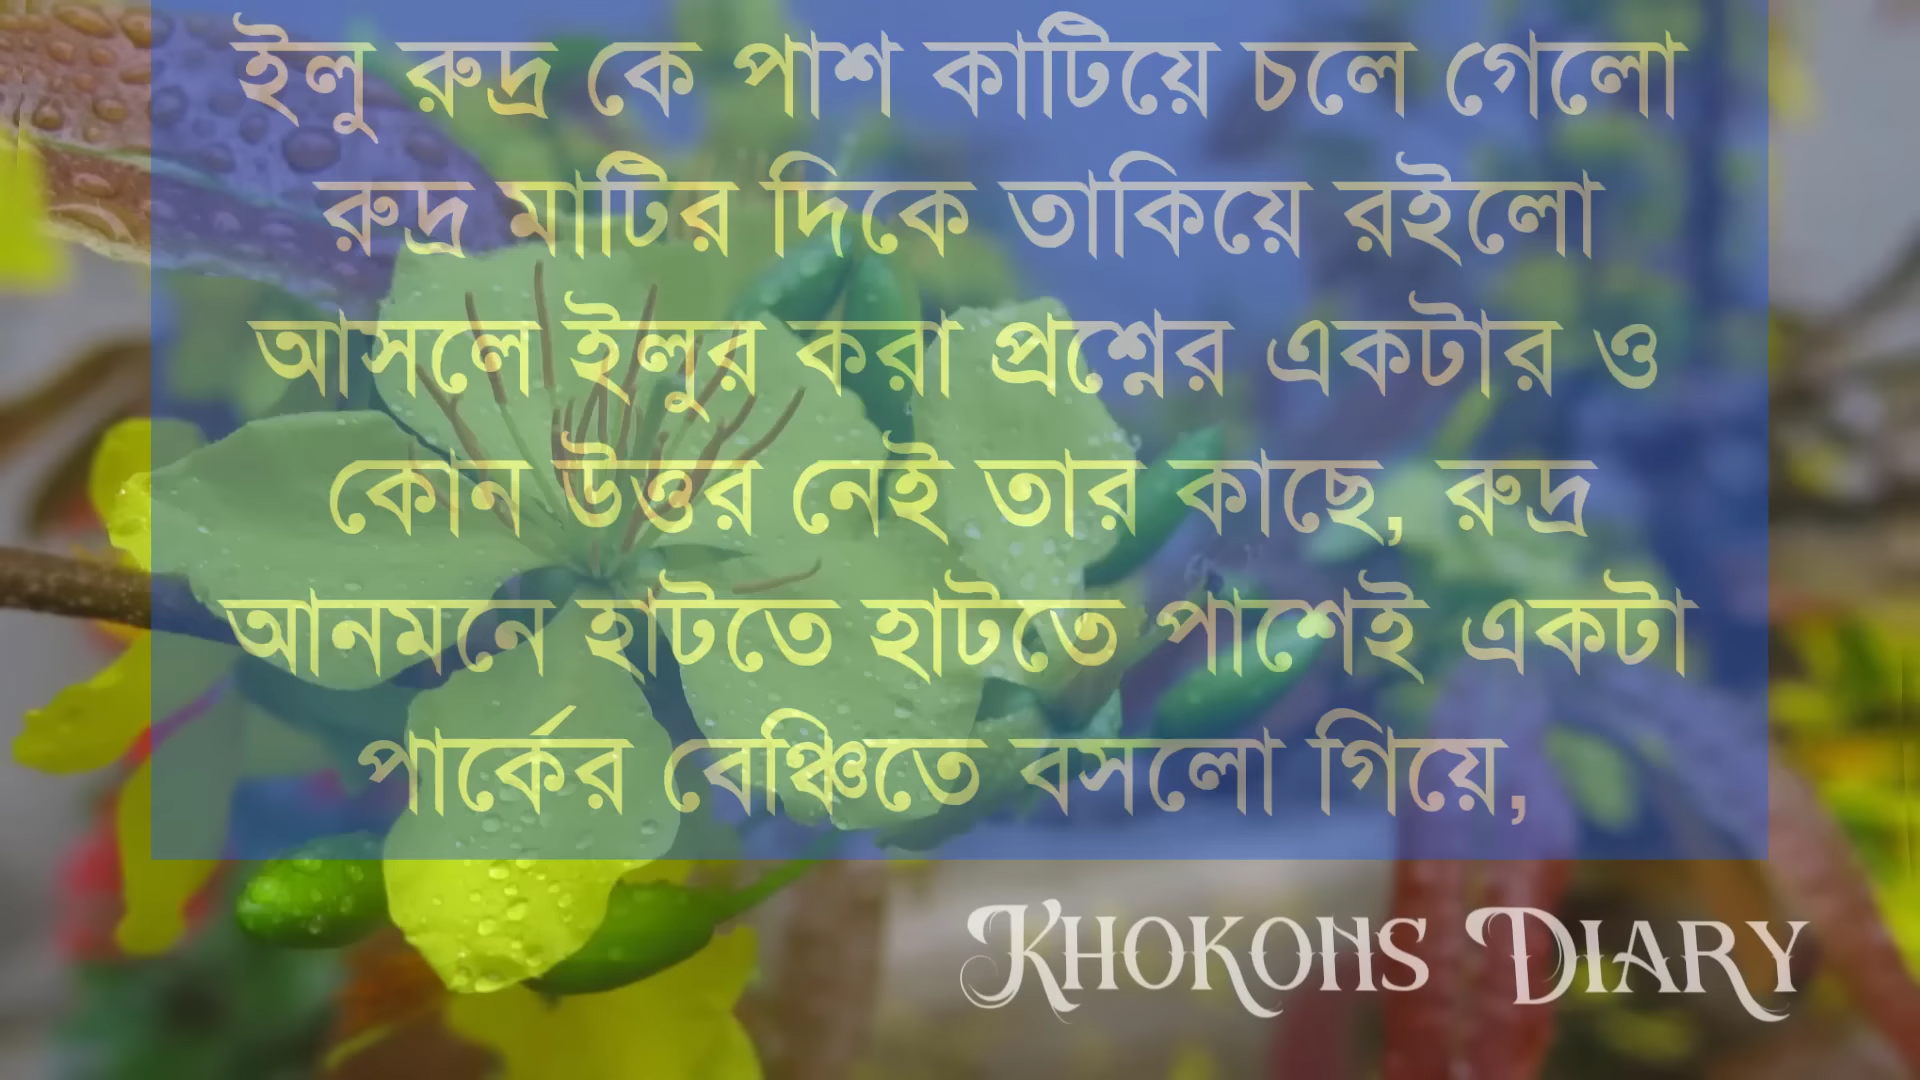 ইলু রুদ্র কে পাশ কাটিয়ে চলে গেলো
রুদ্র মাটির দিকে তাকিয়ে রইলো
আসলে ইলুর করা প্রশ্নের একটার ও
কোন উত্তর নেই তার কাছে, রুদ্র
আনমনে হাটতে হাটতে পাশেই একটা
পার্কের বেঞ্চিতে বসলো গিয়ে,
KHOKONS DIARY